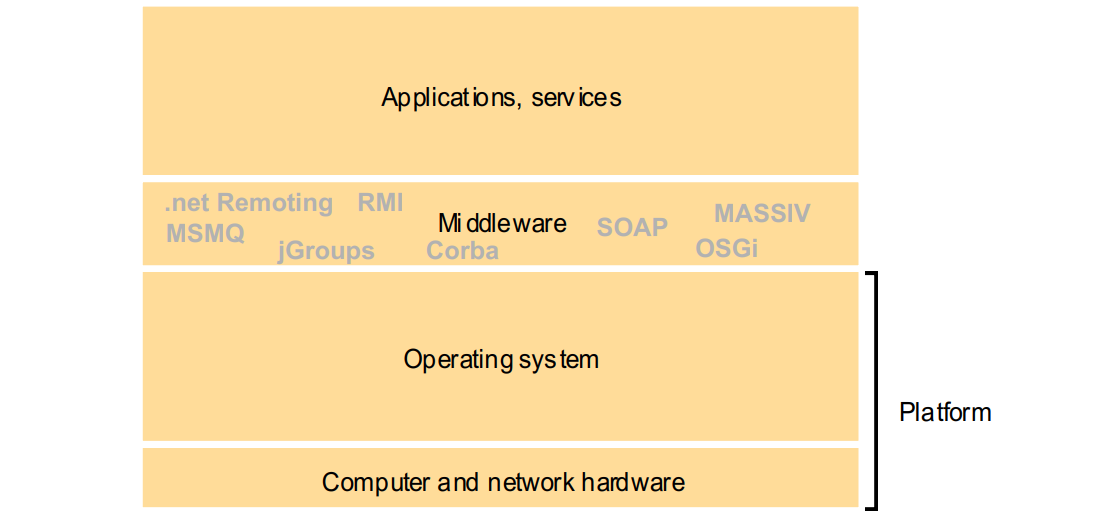 Applications, services
.net Remoting RMI MASSIV
MSMQ Middleware SOAP
jGroups Corba OSGi
Operating system
Platform
Computer and network hardware